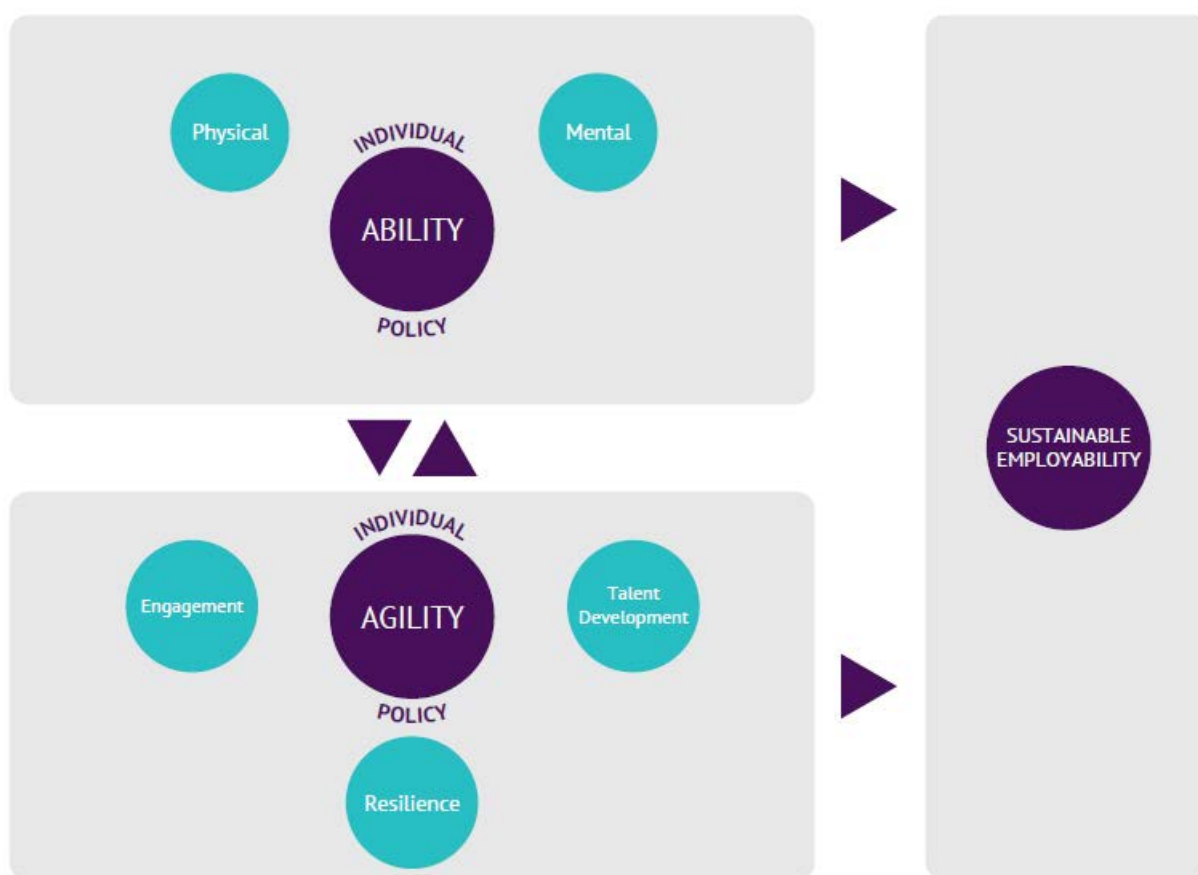 Physical
Mental
INDIVIDUAL
ABILITY
POLICY
INDIVIDUAL
AGILITY
POLICY
Engagement
Talent
Development
Resilience
SUSTAINABLE
EMPLOYABILITY